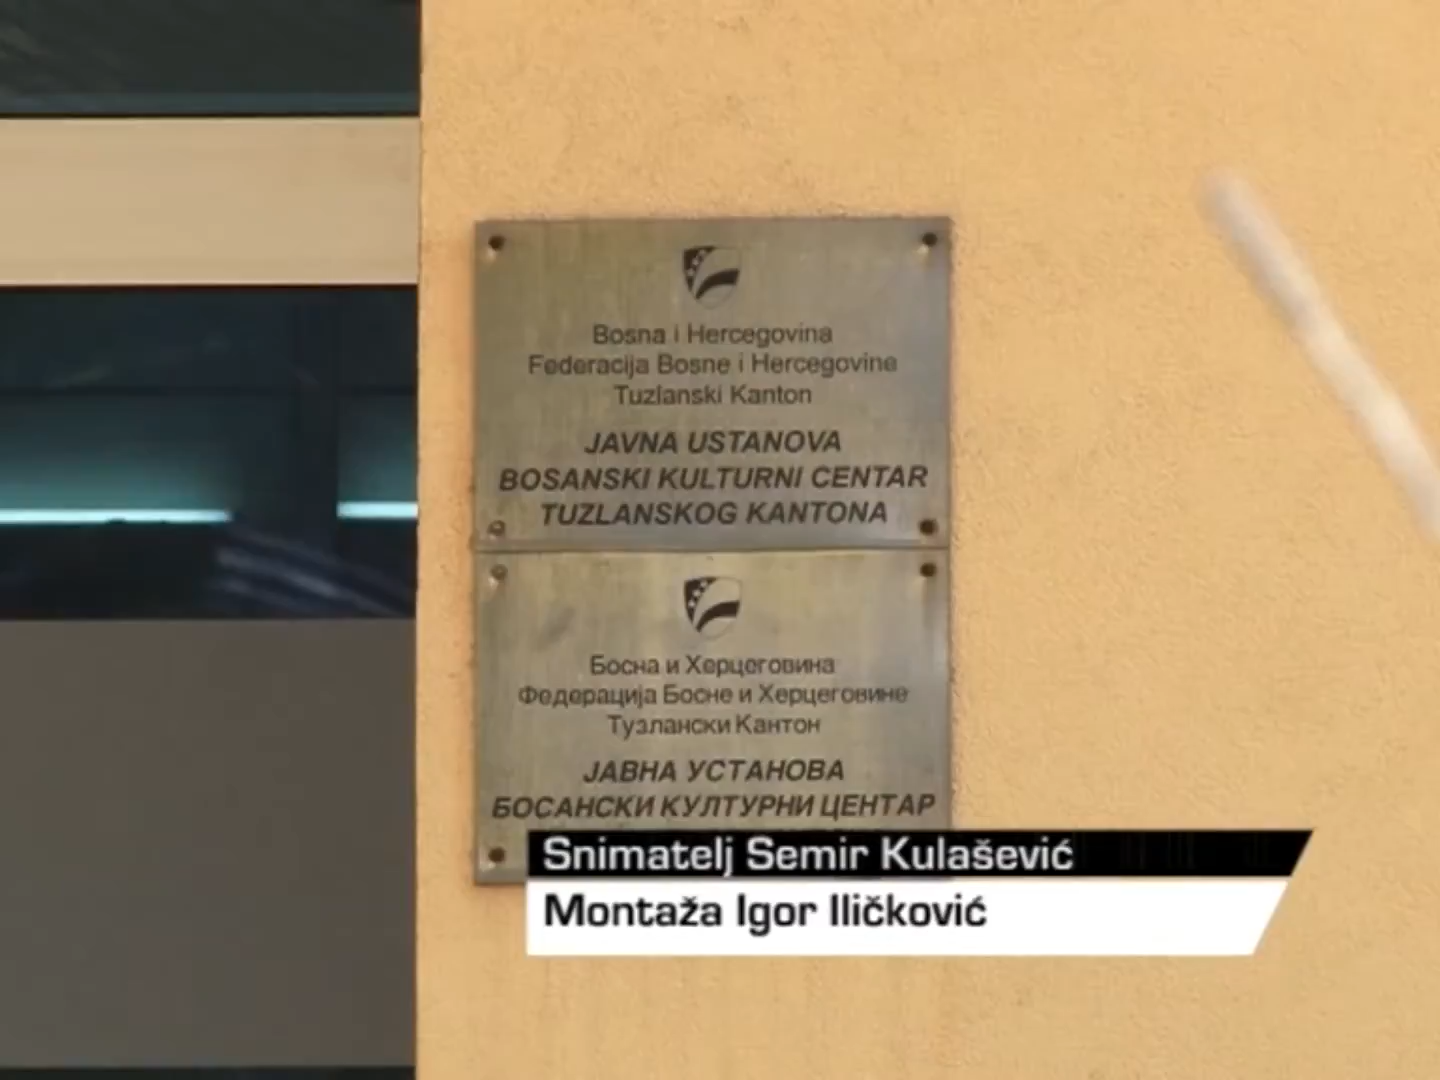 Bosna i Hercegovina
Federacija Bosne i Hercegovine
Tuzlanski Kanton
JAVNA USTANOVA
BOSANSKI KULTURNI CENTAR
TUZLANSKOG KANTONA
Босна и Херцеговина
Федерација Босне и Херцеговине
Тузлански Кантон
ЈАВНА УСТАНОВА
БОСАНСКИ КУЛТУРНИ ЦЕНТАР
Snimatelj Semir Kulašević
Montaža Igor Iličković